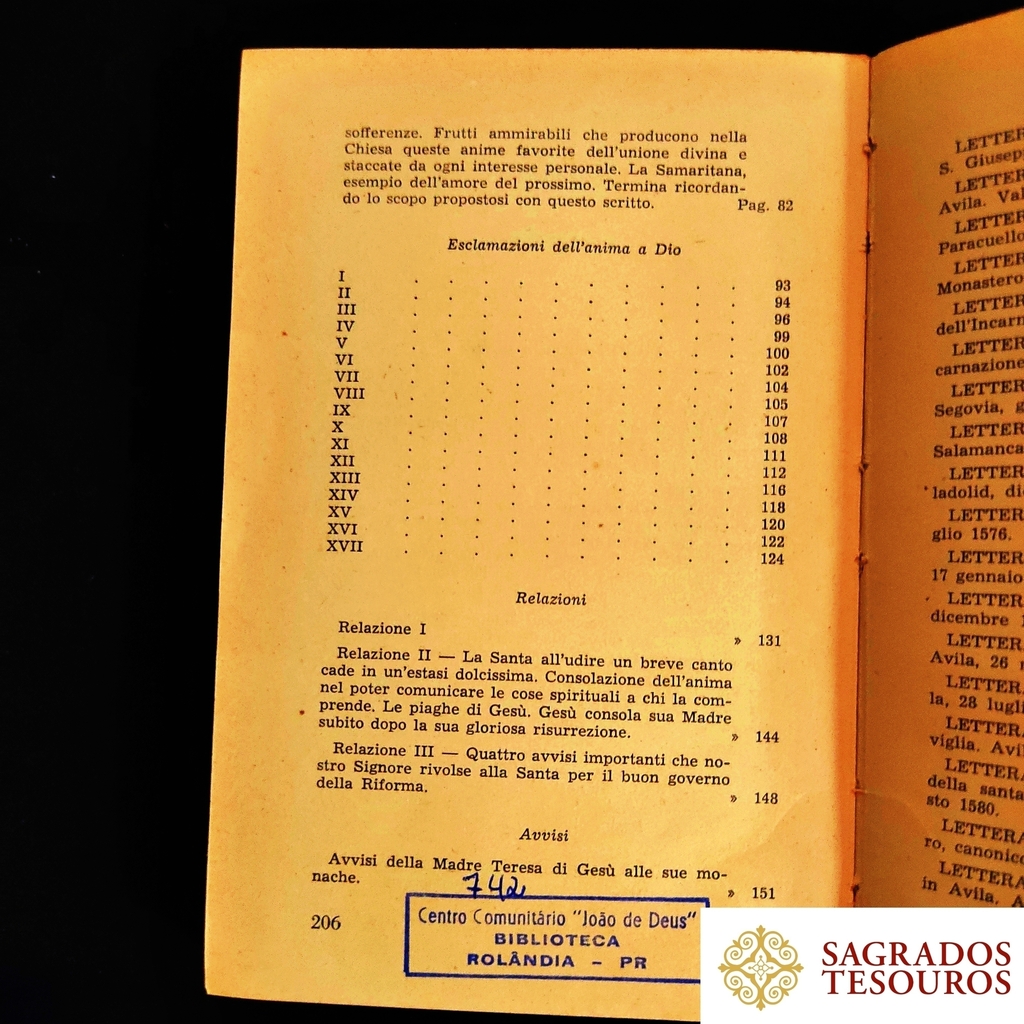 sofferenze. Frutti ammirabili che producono nella
Chiesa queste anime favorite dell'unione divina e
staccate da ogni interesse personale. La Samaritana,
esempio dell'amore del prossimo. Termina ricordan-
do lo scopo propostosi con questo scritto. Pag. 82
Esclamazioni dell'anima a Dio
I . . . . . . . . . . 93
II . . . . . . . . . . 94
III . . . . . . . . . . 96
IV . . . . . . . . . . 99
V . . . . . . . . . . 100
VI . . . . . . . . . . 102
VII . . . . . . . . . . 104
VIII . . . . . . . . . . 105
IX . . . . . . . . . . 107
X . . . . . . . . . . 108
XI . . . . . . . . . . 111
XII . . . . . . . . . . 112
XIII . . . . . . . . . . 116
XIV . . . . . . . . . . 118
XV . . . . . . . . . . 120
XVI . . . . . . . . . . 122
XVII . . . . . . . . . . 124
Relazioni
Relazione I » 131
Relazione II — La Santa all'udire un breve canto
cade in un'estasi dolcissima. Consolazione dell'anima
nel poter comunicare le cose spirituali a chi la com-
prende. Le piaghe di Gesù. Gesù consola sua Madre
subito dopo la sua gloriosa risurrezione. » 144
Relazione III — Quattro avvisi importanti che no-
stro Signore rivolse alla Santa per il buon governo
della Riforma. » 148
Avvisi
Avvisi della Madre Teresa di Gesù alle sue mo-
nache. » 151
742
206
Centro Comunitário "João de Deus"
BIBLIOTECA
ROLÂNDIA - PR
LETTER
S. Giusep
LETTER
Avila. Val
LETTER
Paracuello
LETTER
Monastero
LETTER
dell'Incarn
LETTER
carnazione
LETTER
Segovia, g
LETTER
Salamanca
LETTER
ladolid, di
LETTER
glio 1576.
LETTER
17 gennaio
LETTER
dicembre 1
LETTER
Avila, 26
LETTER
la, 28 lugli
LETTER
viglia. Avi
LETTER
della santa
sto 1580.
LETTER
ro, canonico
LETTERA
in Avila. A
SAGRADOS
TESOUROS